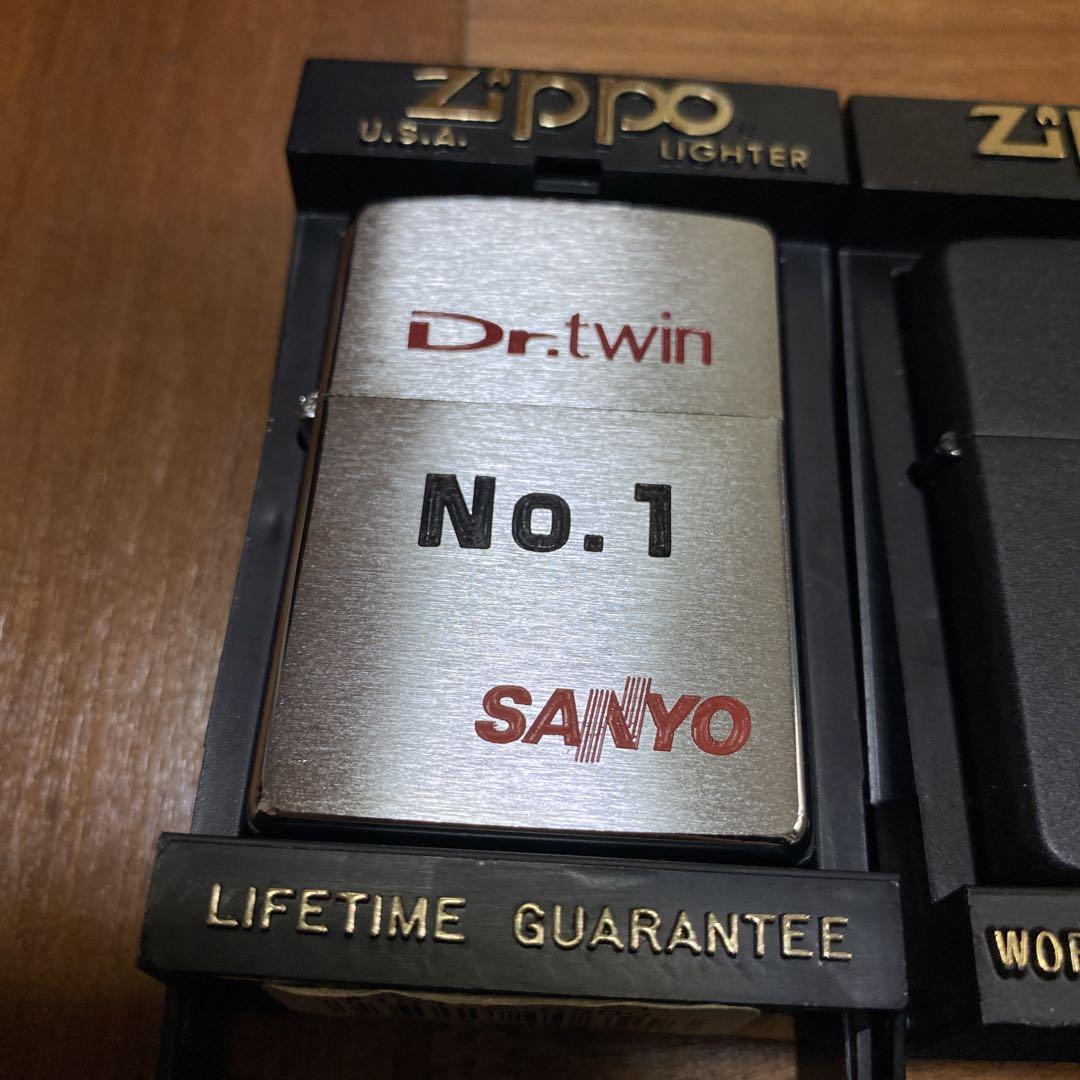 Zippo
U.S.A. LIGHTER
Dr.twin
No.1
SANYO
LIFETIME GUARANTEE